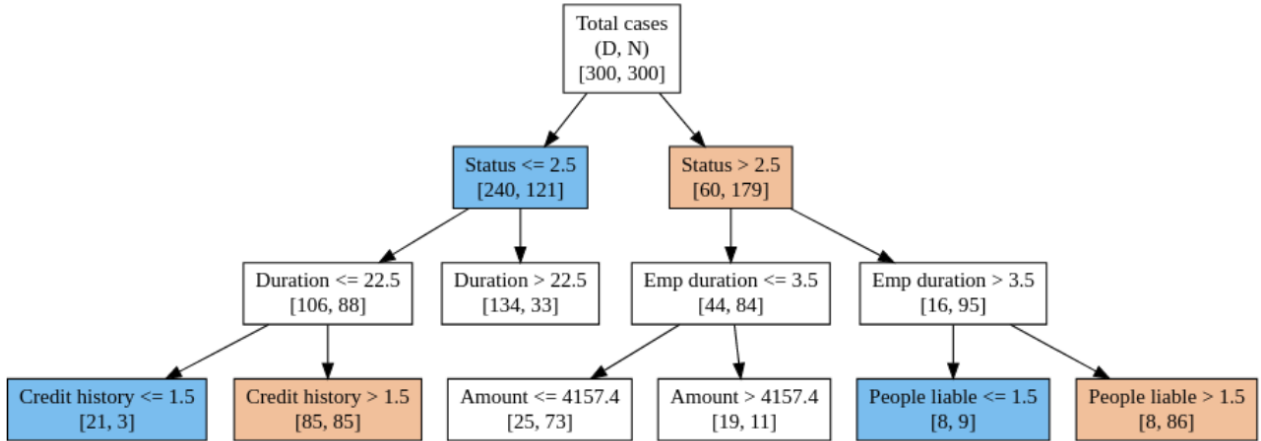 Total cases
(D, N)
[300, 300]
Status <= 2.5
[240, 121]
Status > 2.5
[60, 179]
Duration <= 22.5
[106, 88]
Duration > 22.5
[134, 33]
Emp duration <= 3.5
[44, 84]
Emp duration > 3.5
[16, 95]
Credit history <= 1.5
[21, 3]
Credit history > 1.5
[85, 85]
Amount <= 4157.4
[25, 73]
Amount > 4157.4
[19, 11]
People liable <= 1.5
[8, 9]
People liable > 1.5
[8, 86]